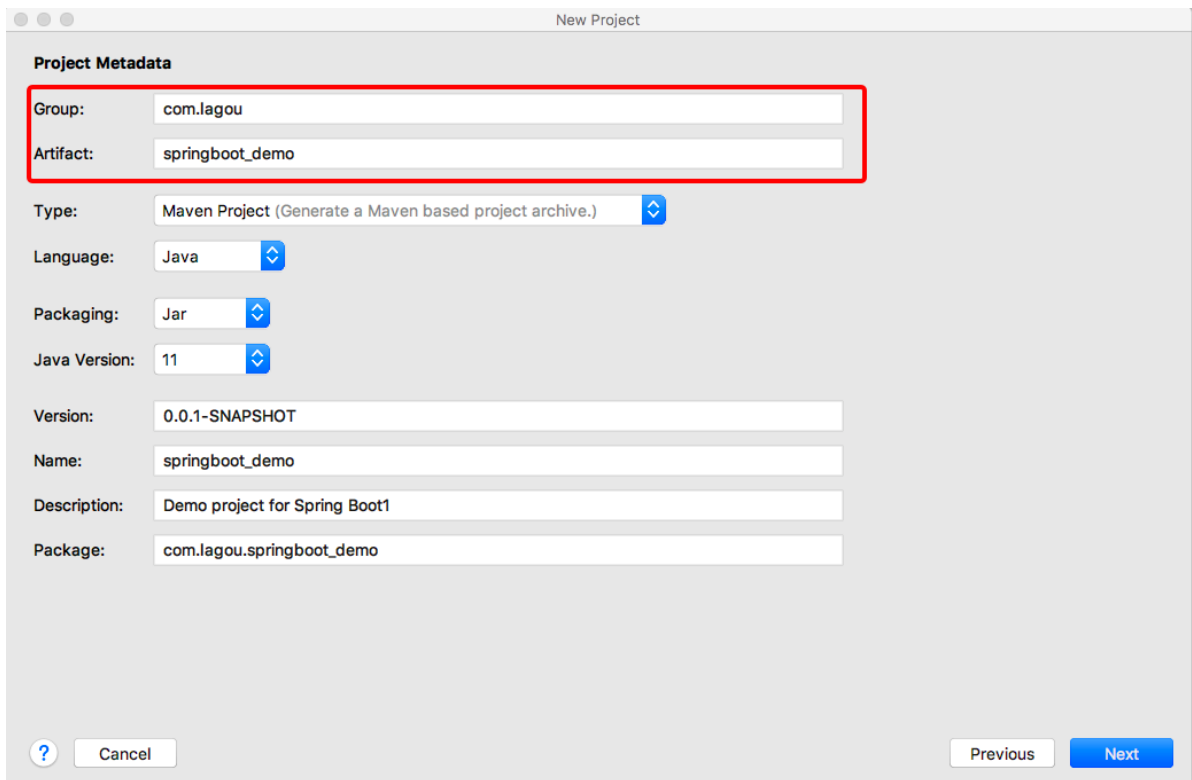 New Project
Project Metadata
Group: com.lagou
Artifact: springboot_demo
Type: Maven Project (Generate a Maven based project archive.)
Language: Java
Packaging: Jar
Java Version: 11
Version: 0.0.1-SNAPSHOT
Name: springboot_demo
Description: Demo project for Spring Boot1
Package: com.lagou.springboot_demo
? Cancel Previous Next